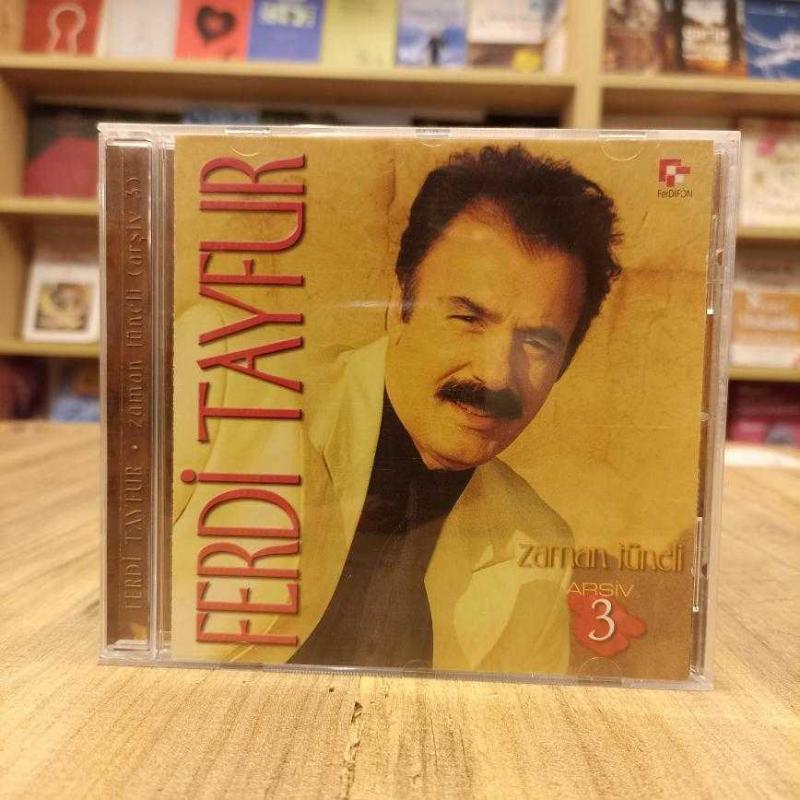 FERDİ TAYFUR • zaman tüneli (arşiv 3)
FERDİ TAYFUR
FerDİFON
zaman tüneli
ARŞİV
3